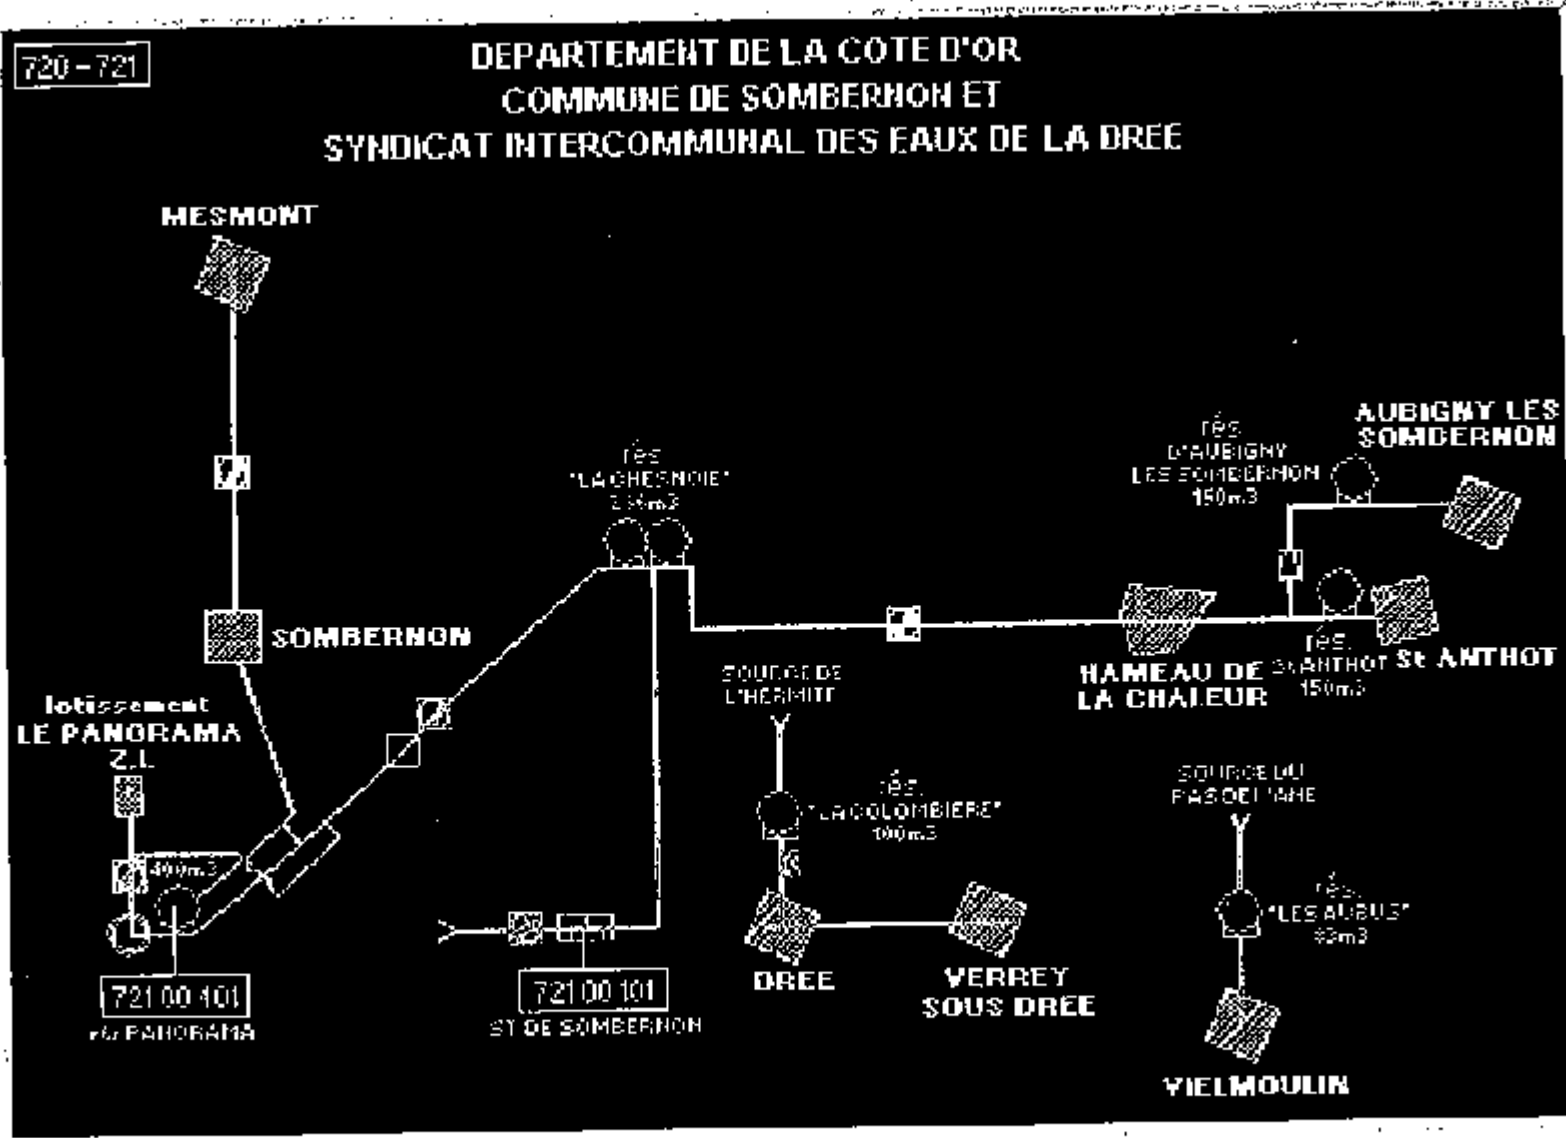 720-721
DEPARTEMENT DE LA COTE D'OR
COMMUNE DE SOMBERNON ET
SYNDICAT INTERCOMMUNAL DES EAUX DE LA DREE
MESMONT
AUBIGNY LES
SOMBERNON
rés
D'AUBIGNY
LES SOMBERNON
150m3
rés
"LA CHESNOIE"
SOMBERNON
HAMEAU DE
LA CHALEUR
rés.
St ANTHOT
150m3
St ANTHOT
SOURCE DE
L'HERMITE
lotissement
LE PANORAMA
Z.I.
400m3
rés.
"LA COLOMBIERE"
100m3
SOURCE DU
rés.
"LES AUBUS"
DREE
VERREY
SOUS DREE
721 00 401
PANORAMA
721 00 101
ST DE SOMBERNON
VIELMOULIN